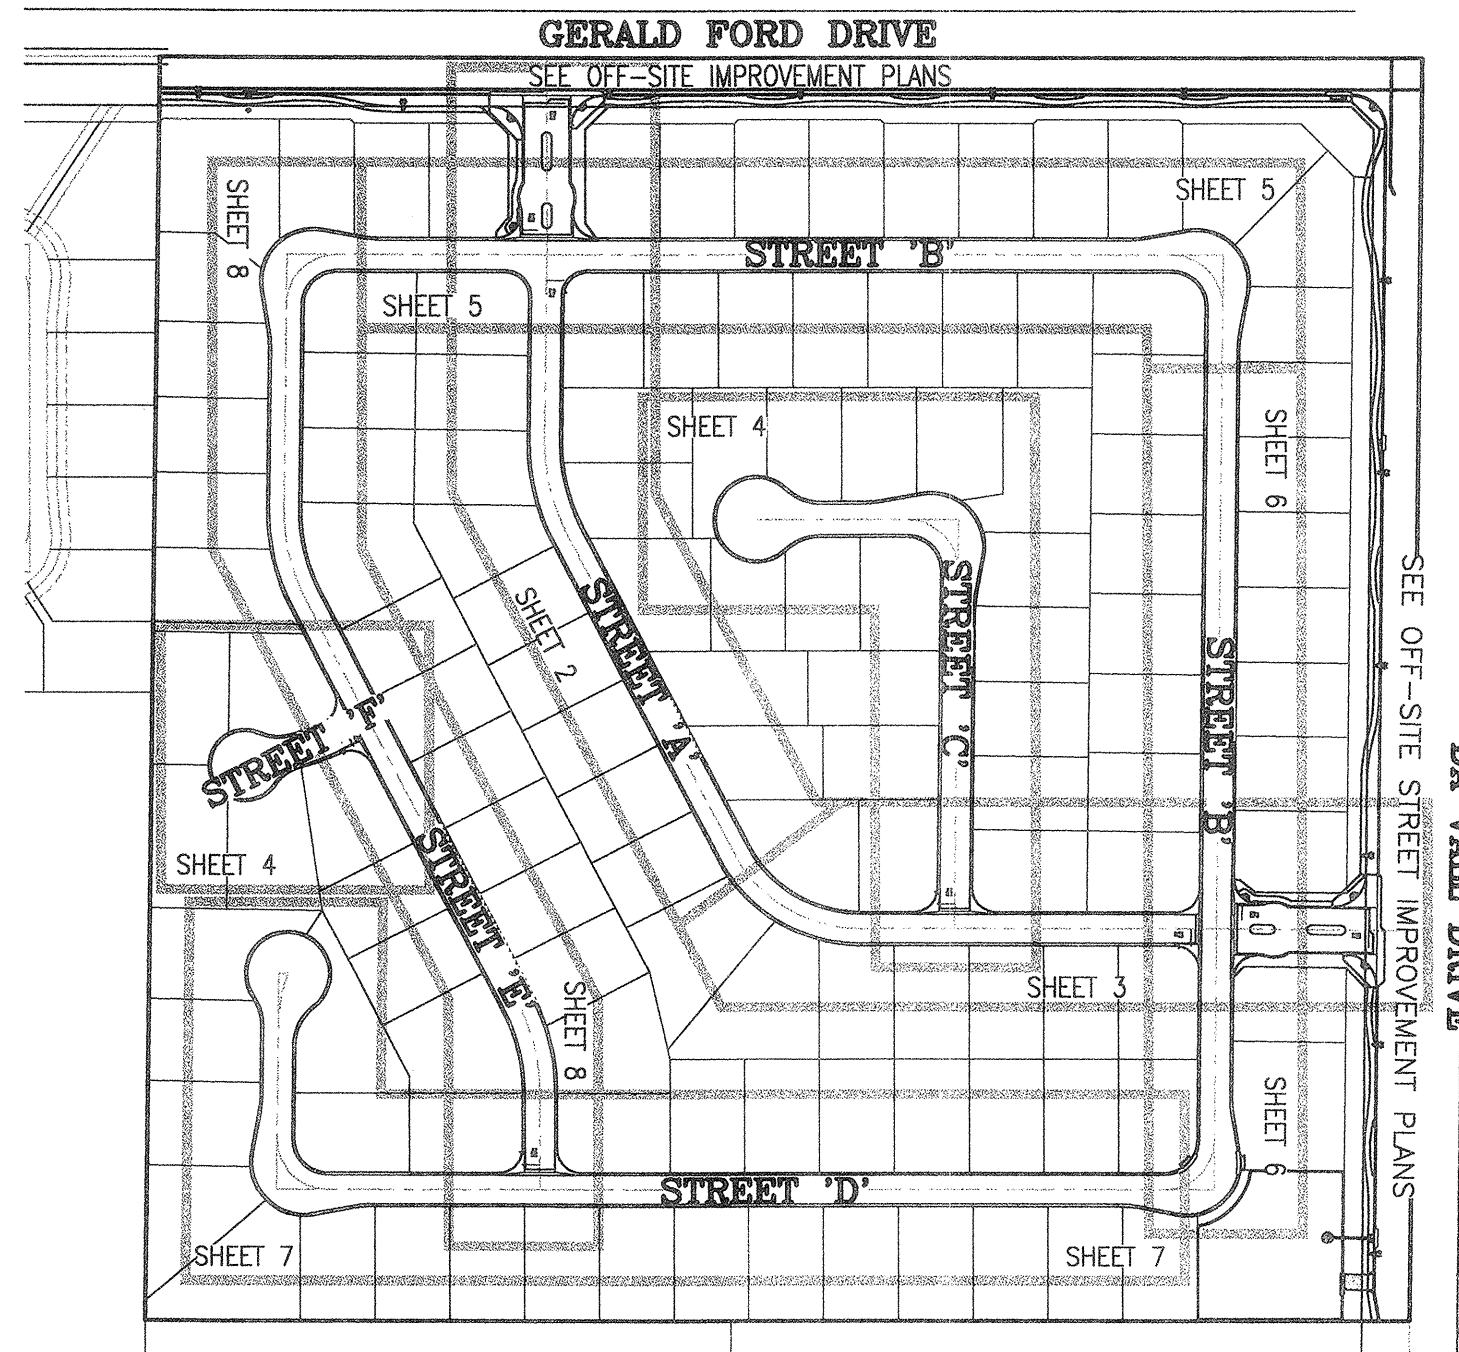 GERALD FORD DRIVE
SEE OFF-SITE IMPROVEMENT PLANS
SHEET 5
SHEET 8
STREET 'B'
SHEET 5
SHEET 4
SHEET 6
SEE OFF-SITE STREET IMPROVEMENT PLANS
SHEET 2
STREET 'A'
STREET 'C'
STREET 'B'
STREET 'F'
SHEET 4
STREET 'E'
DRIVE
SHEET 8
SHEET 3
SHEET 6
STREET 'D'
SHEET 7
SHEET 7